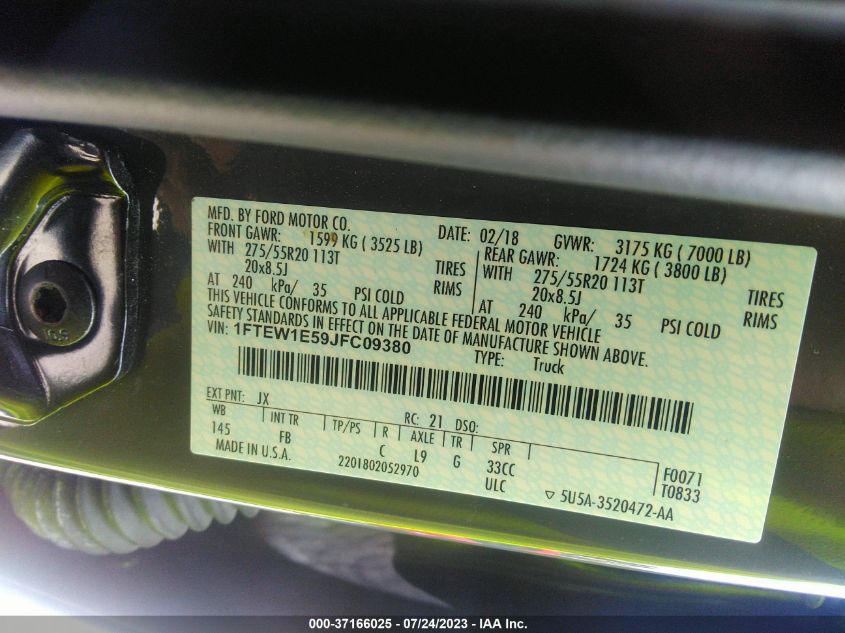 MFD. BY FORD MOTOR CO. DATE: 02/18 GVWR: 3175 KG ( 7000 LB)
FRONT GAWR: 1599 KG ( 3525 LB) REAR GAWR: 1724 KG ( 3800 LB)
WITH 275/55R20 113T TIRES WITH 275/55R20 113T TIRES
20x8.5J RIMS 20x8.5J RIMS
AT 240 kPa/ 35 PSI COLD AT 240 kPa/ 35 PSI COLD
THIS VEHICLE CONFORMS TO ALL APPLICABLE FEDERAL MOTOR VEHICLE
SAFETY STANDARDS IN EFFECT ON THE DATE OF MANUFACTURE SHOWN ABOVE.
VIN: 1FTEW1E59JFC09380 TYPE: Truck
EXT PNT: JX RC: 21 DSO:
WB INT TR TP/PS R AXLE TR SPR
145 FB C L9 G 33CC F0071
MADE IN U.S.A. 2201802052970 ULC T0833
▽ 5U5A-3520472-AA
10.9
000-37166025 - 07/24/2023 - IAA Inc.